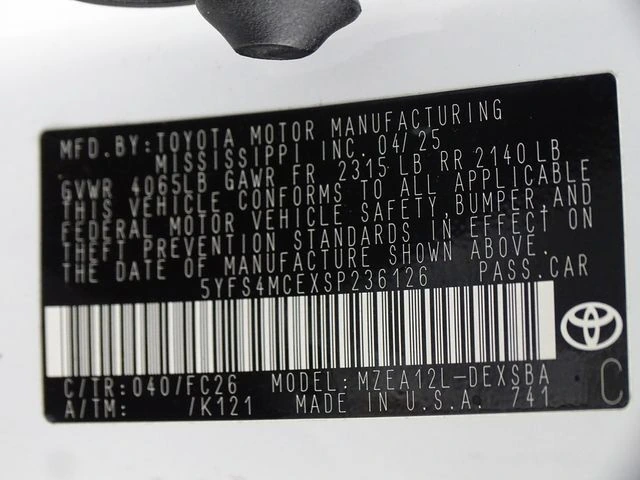 MFD.BY:TOYOTA MOTOR MANUFACTURING
MISSISSIPPI INC. 04/25
GVWR 4065LB GAWR FR 2315 LB RR 2140 LB
THIS VEHICLE CONFORMS TO ALL APPLICABLE
FEDERAL MOTOR VEHICLE SAFETY,BUMPER,AND
THEFT PREVENTION STANDARDS IN EFFECT ON
THE DATE OF MANUFACTURE SHOWN ABOVE.
5YFS4MCEXSP236126 PASS.CAR
C/TR:040/FC26 MODEL:MZEA12L-DEXSBA
A/TM: /K121 MADE IN U.S.A. 741
C